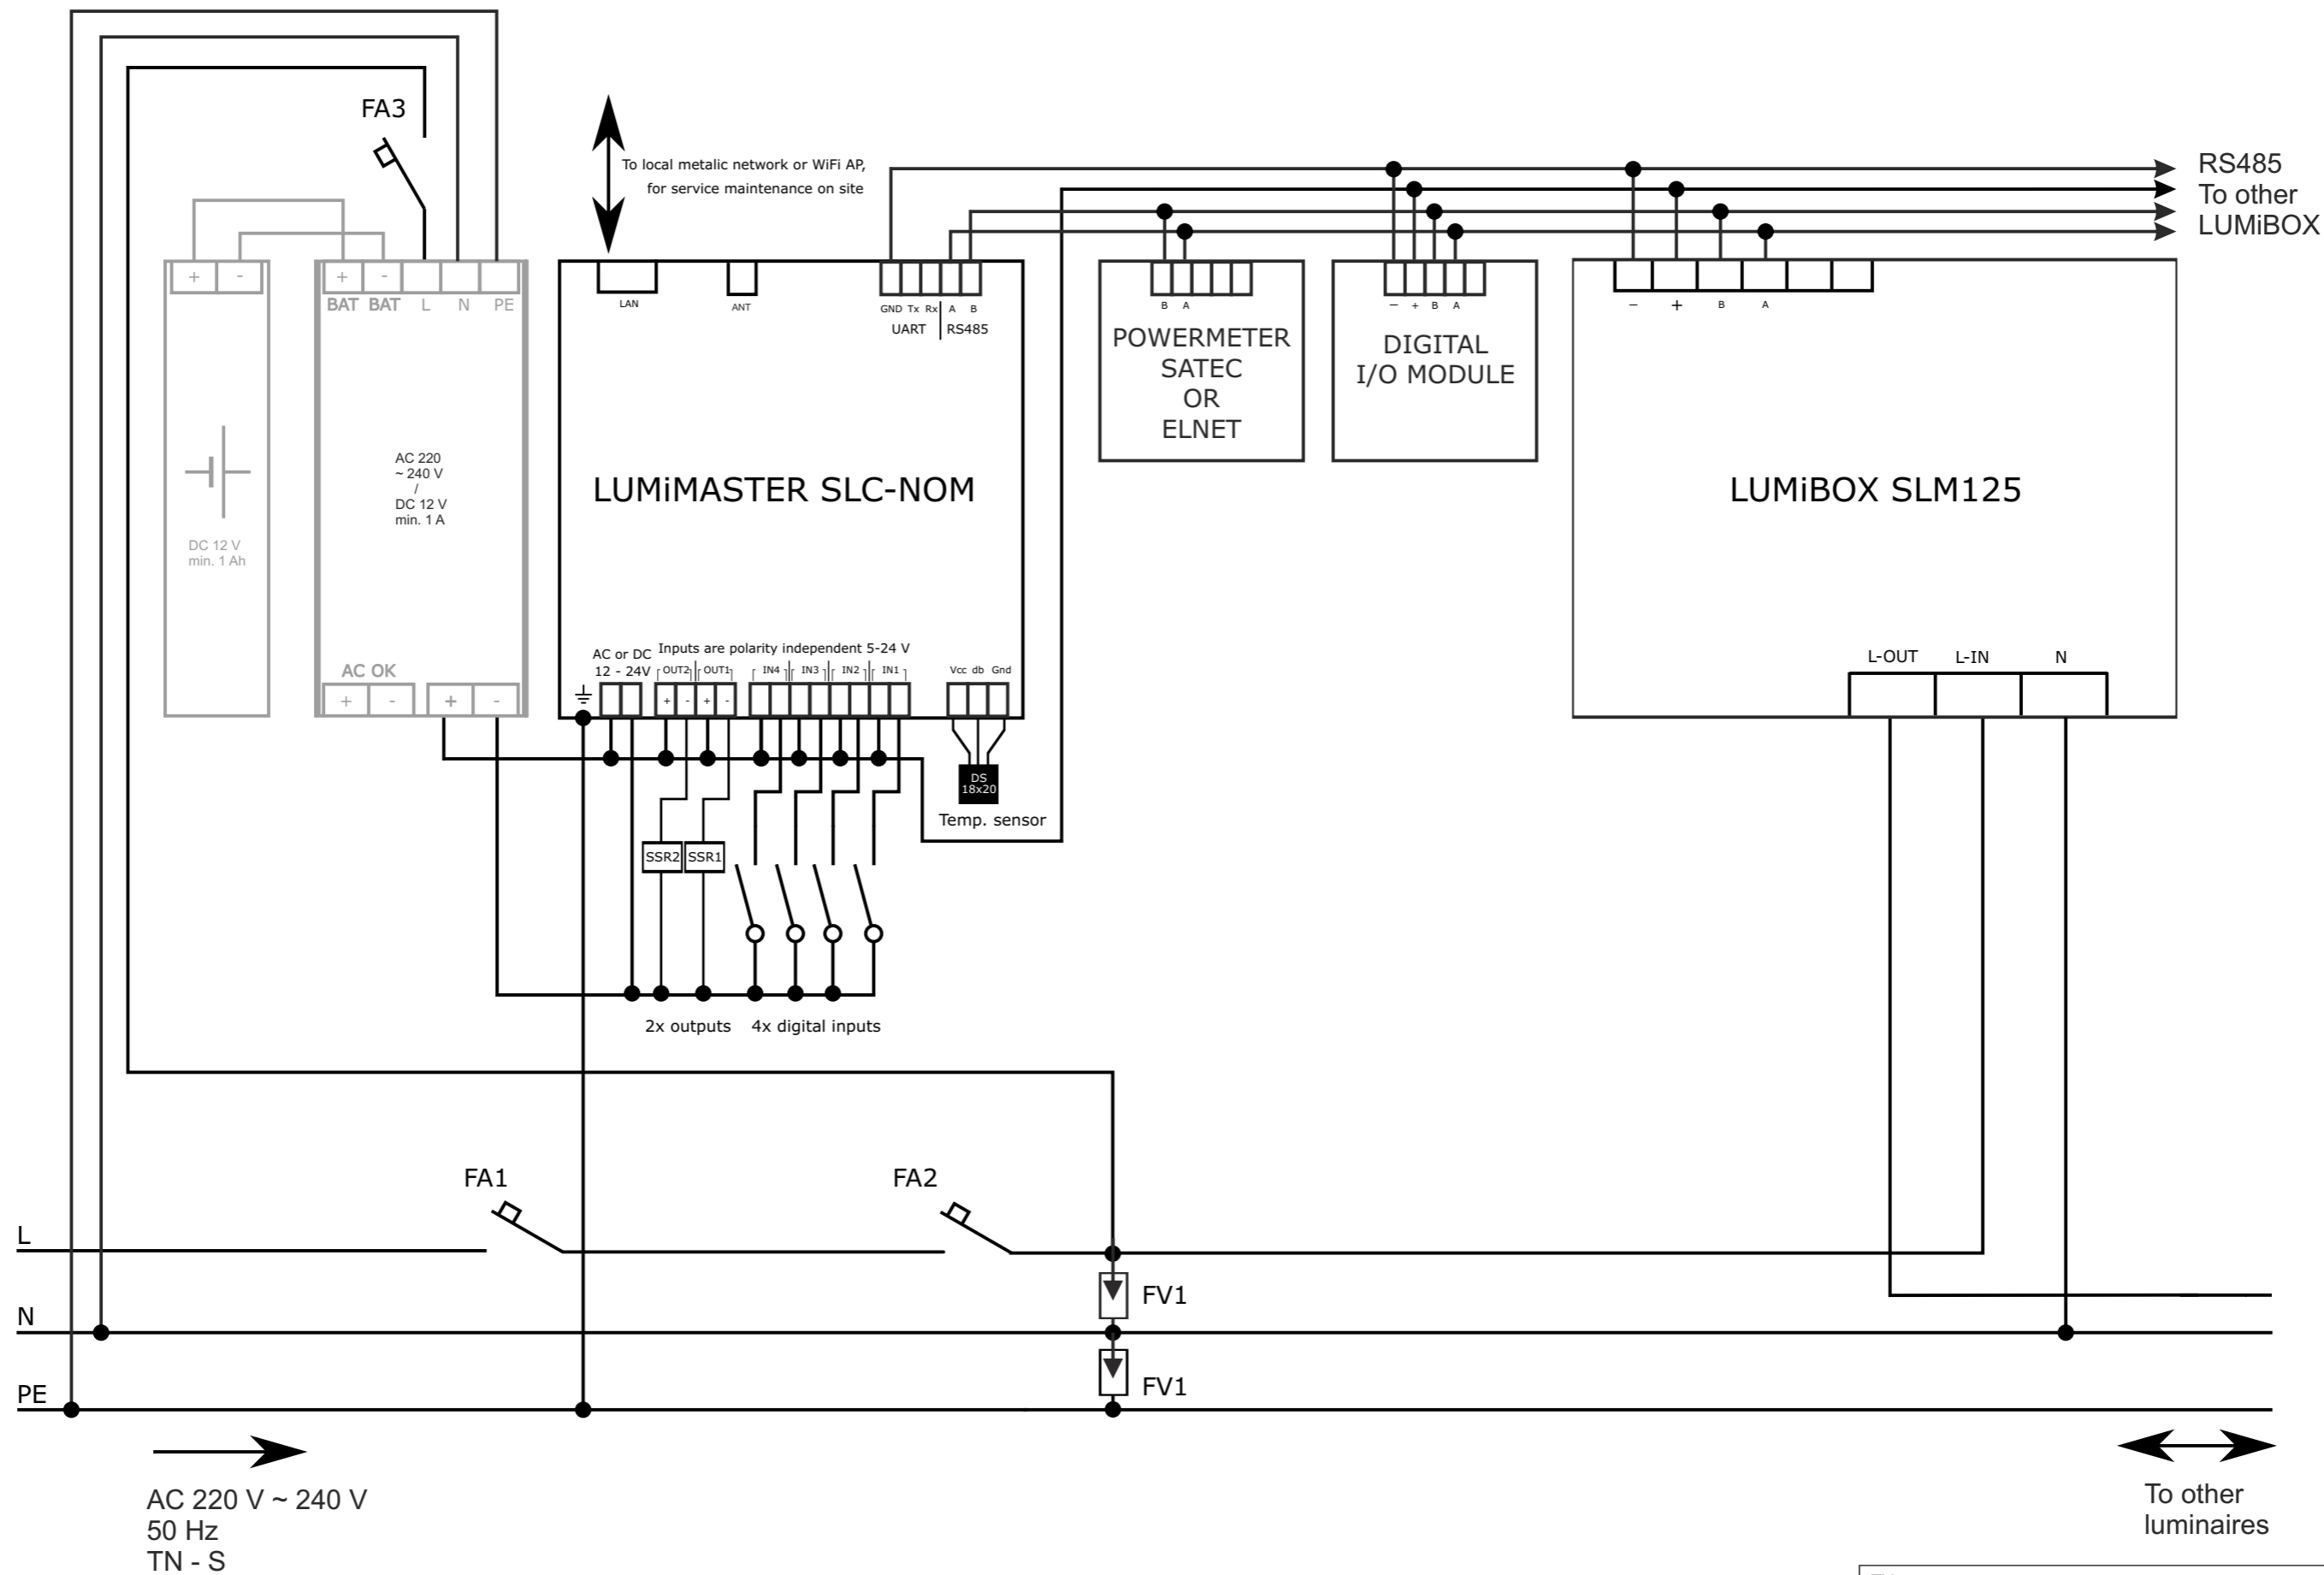 FA3
To local metalic network or WiFi AP,
for service maintenance on site
RS485
To other
LUMiBOX
+ -
+ -
BAT BAT L N PE
LAN
ANT
GND Tx Rx A B
UART RS485
B A
- + B A
- + B A
POWERMETER
SATEC
OR
ELNET
DIGITAL
I/O MODULE
AC 220
~ 240 V
/
DC 12 V
min. 1 A
LUMiMASTER SLC-NOM
LUMiBOX SLM125
DC 12 V
min. 1 Ah
AC OK
+ - + -
AC or DC
12 - 24V
Inputs are polarity independent 5-24 V
OUT2 OUT1 IN4 IN3 IN2 IN1
+ - + -
Vcc db Gnd
L-OUT L-IN N
DS
18x20
Temp. sensor
SSR2 SSR1
2x outputs 4x digital inputs
FA1
FA2
L
FV1
N
FV1
PE
AC 220 V ~ 240 V
50 Hz
TN - S
To other
luminaires